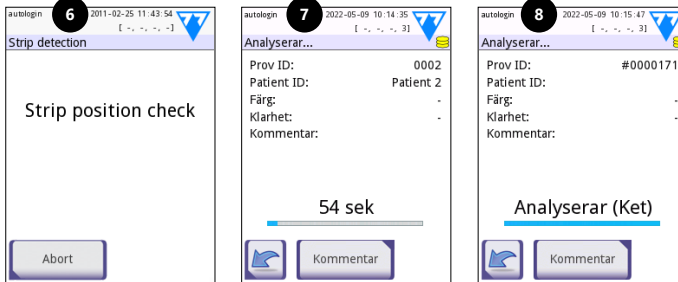 autologin 6 2011-02-25 11:43:54
[ -, -, -, -]
Strip detection
Strip position check
Abort
autologin 7 2022-05-09 10:14:35
[ -, -, -, 3]
Analyserar...
Prov ID: 0002
Patient ID: Patient 2
Färg: -
Klarhet: -
Kommentar:
54 sek
Kommentar
autologin 8 2022-05-09 10:15:47
[ -, -, -, 3]
Analyserar...
Prov ID: #0000171
Patient ID:
Färg: -
Klarhet: -
Kommentar:
Analyserar (Ket)
Kommentar